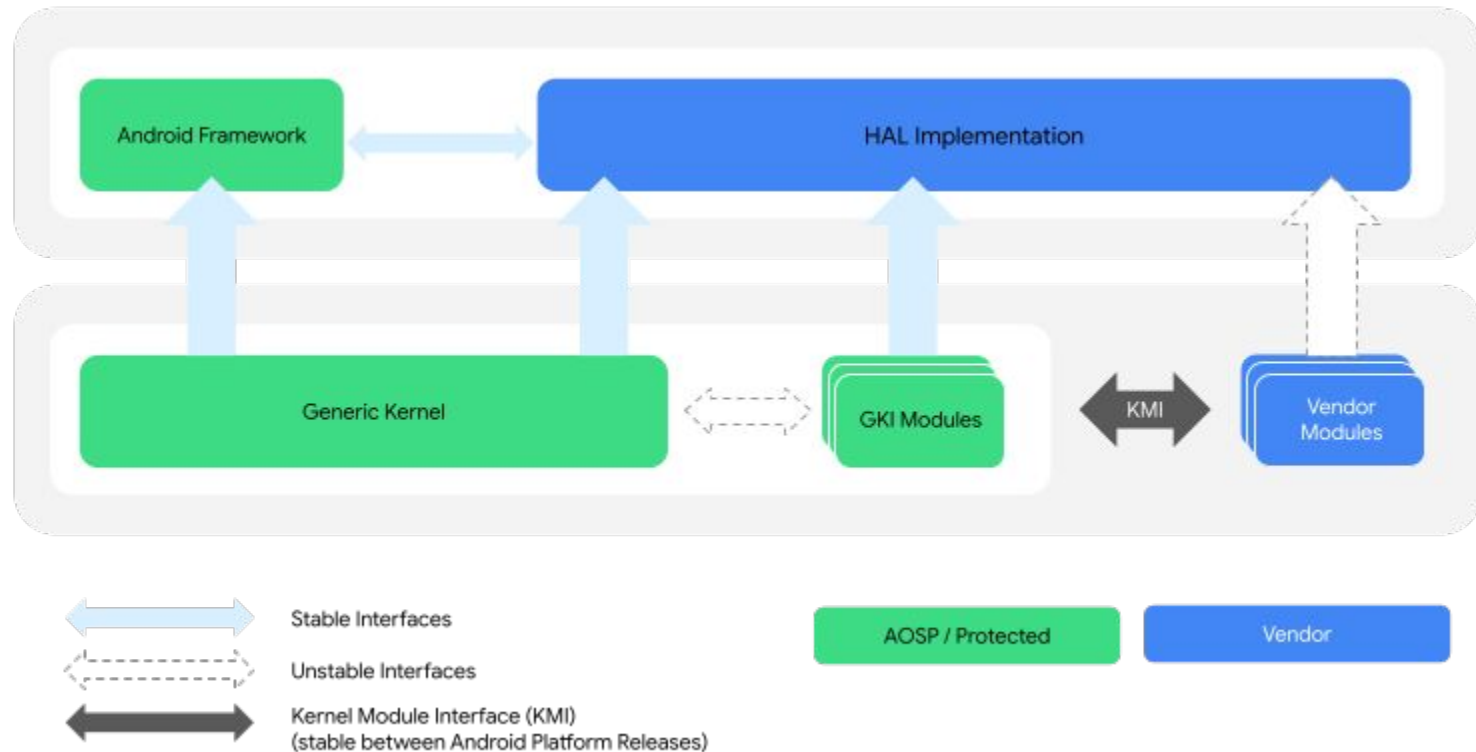 Android Framework
HAL Implementation
Generic Kernel
GKI Modules
KMI
Vendor
Modules
Stable Interfaces
Unstable Interfaces
Kernel Module Interface (KMI)
(stable between Android Platform Releases)
AOSP / Protected
Vendor